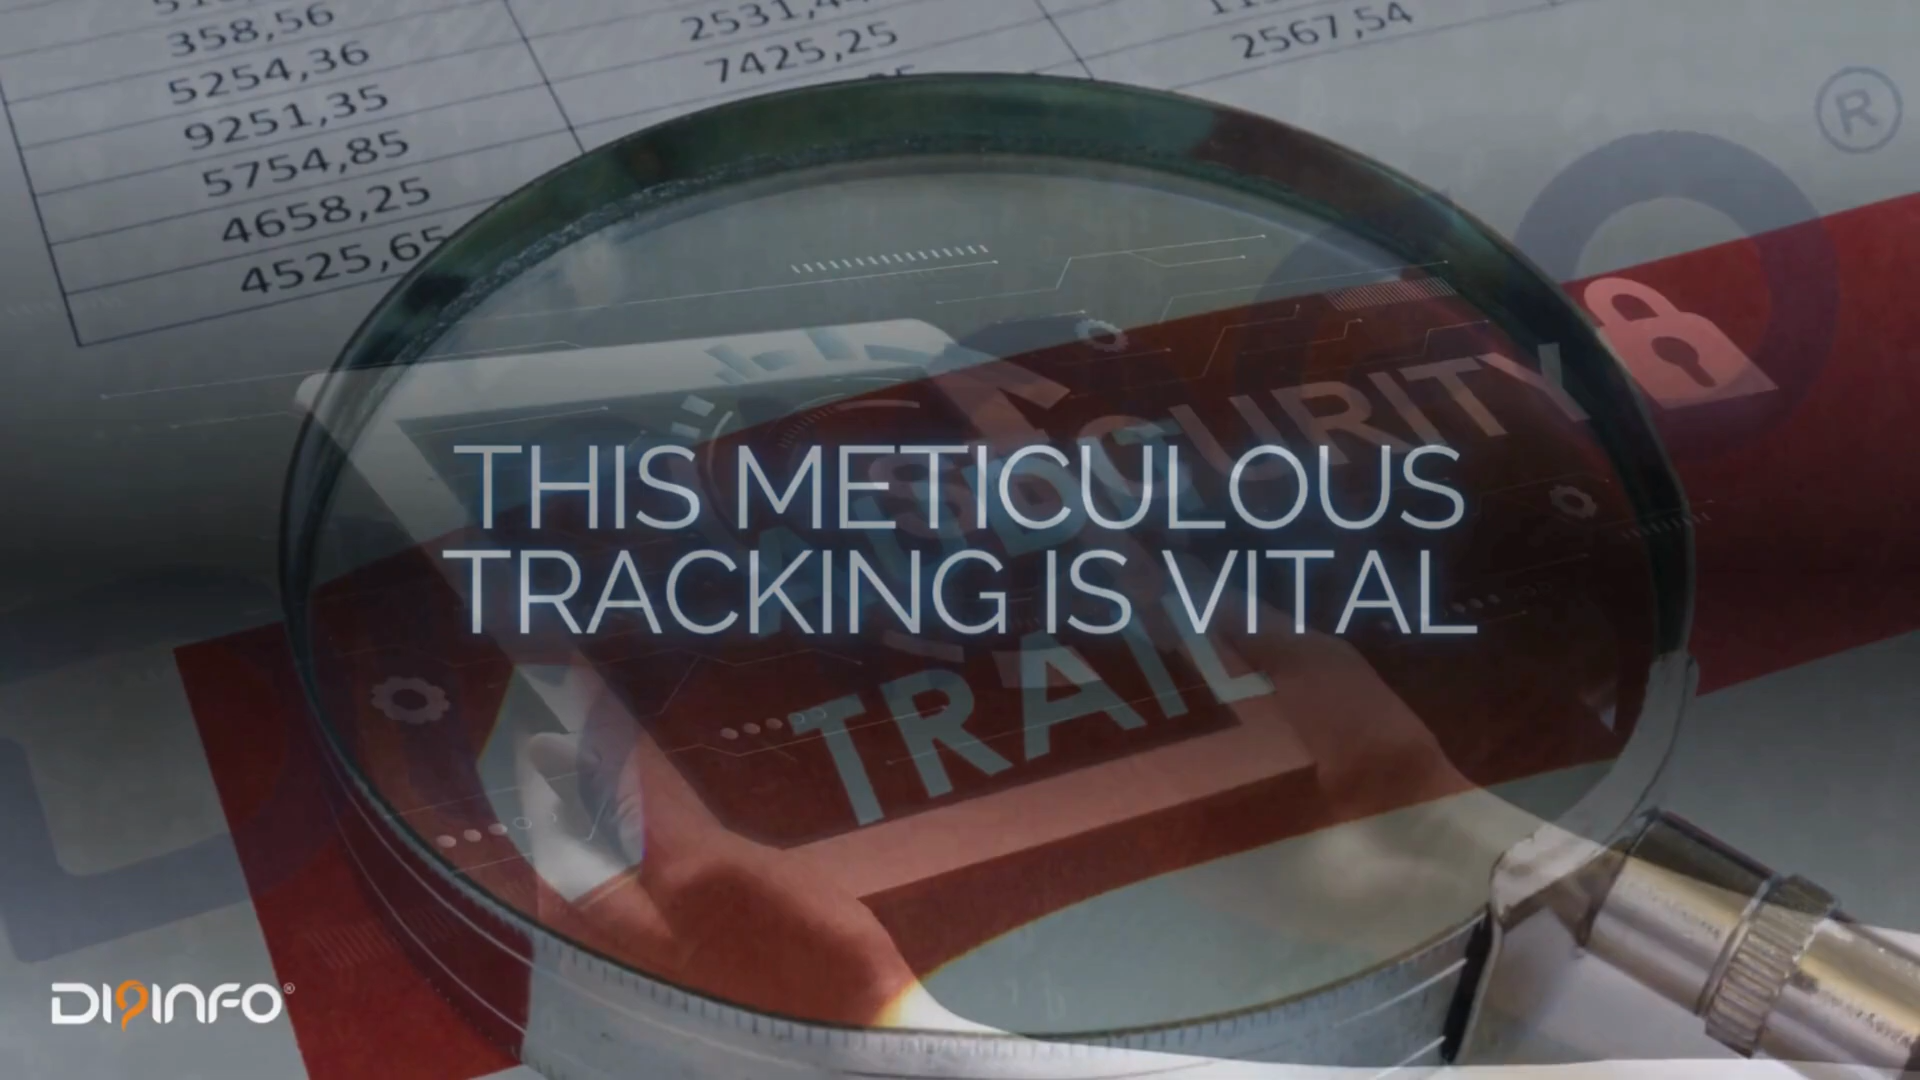 358,56
5254,36
9251,35
5754,85
4658,25
4525,65
7425,25
2567,54
®
SECURITY
THIS METICULOUS
TRACKING IS VITAL
AUDIT
TRAIL
DIGINFO®